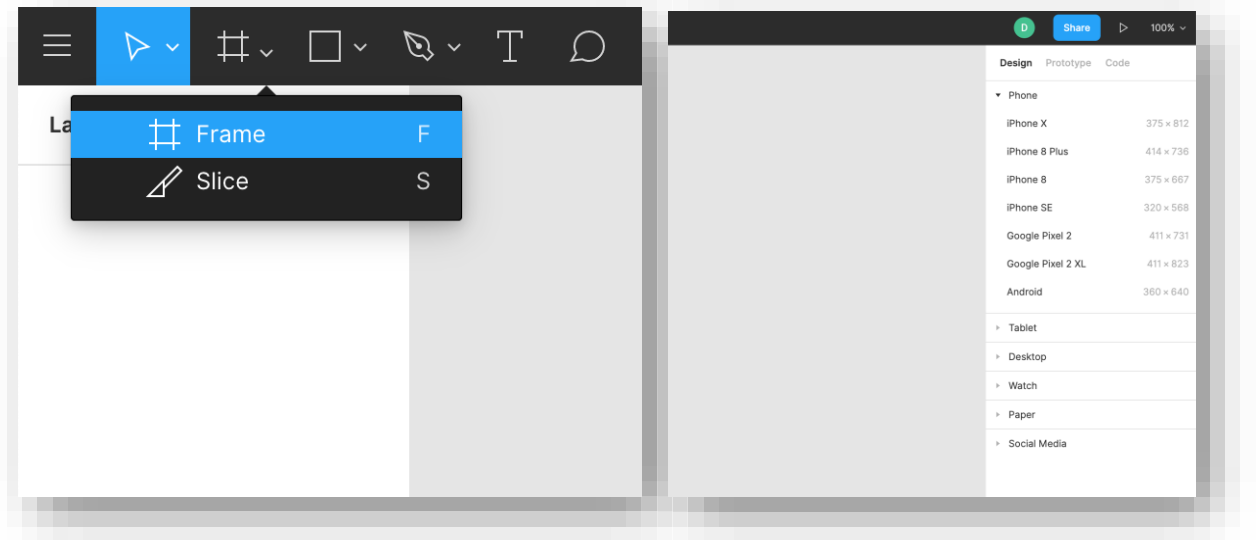 La
Frame F
Slice S
D Share 100%
Design Prototype Code
Phone
iPhone X 375 × 812
iPhone 8 Plus 414 × 736
iPhone 8 375 × 667
iPhone SE 320 × 568
Google Pixel 2 411 × 731
Google Pixel 2 XL 411 × 823
Android 360 × 640
Tablet
Desktop
Watch
Paper
Social Media